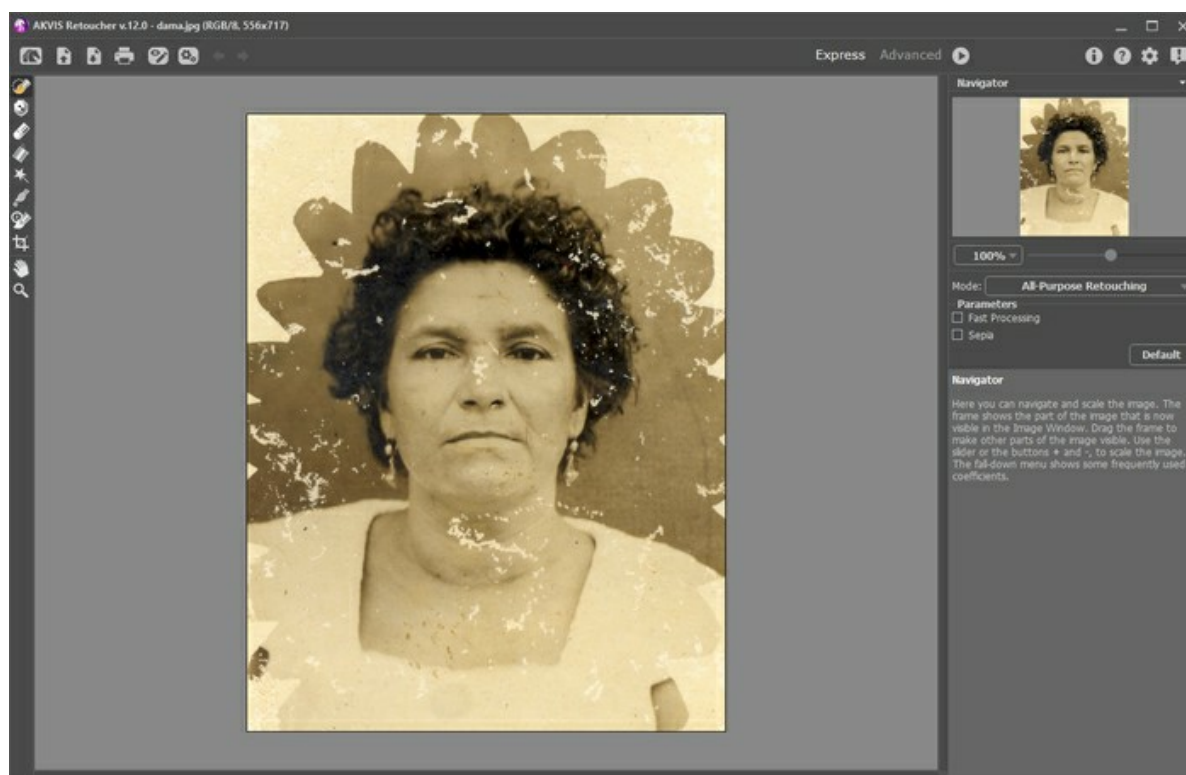 AKVIS Retoucher v.12.0 - dama.jpg (RGB/8, 556x717)
Express Advanced
Navigator
100%
Mode: All-Purpose Retouching
Parameters
Fast Processing
Sepia
Default
Navigator
Here you can navigate and scale the image. The
frame shows the part of the image that is now
visible in the Image Window. Drag the frame to
make other parts of the image visible. Use the
slider or the buttons + and -, to scale the image.
The fall-down menu shows some frequently used
coefficients.